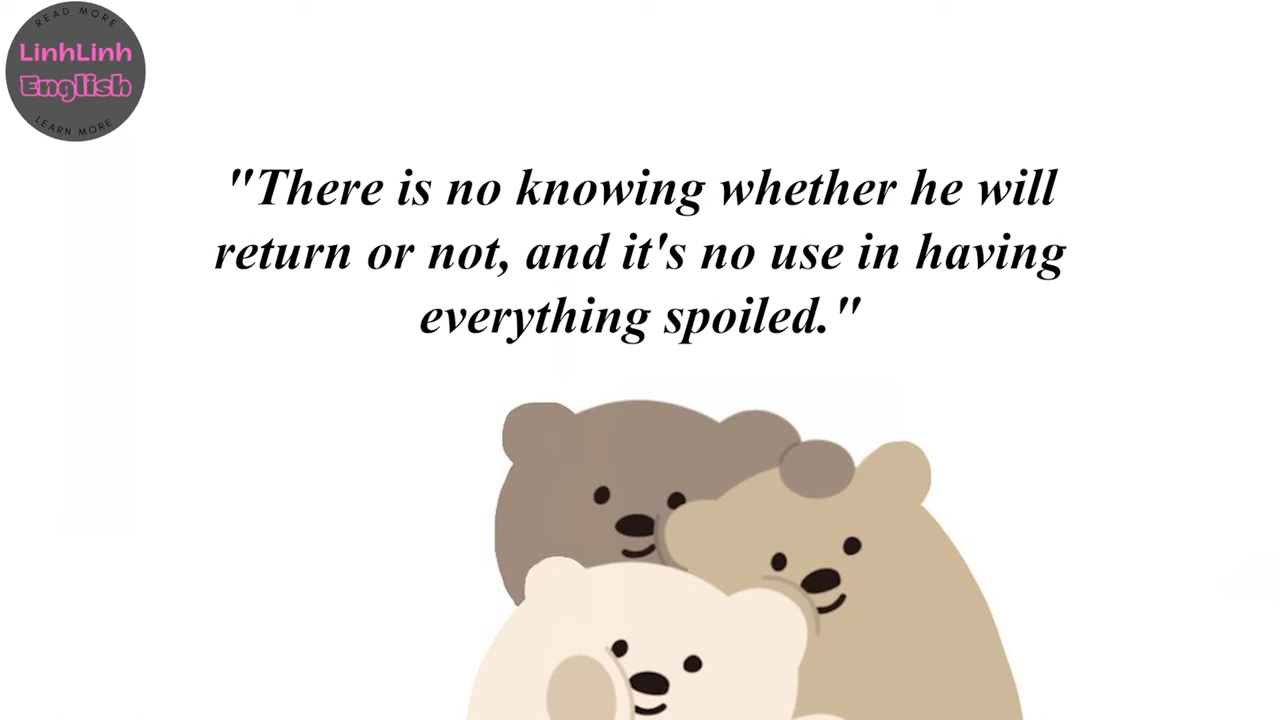 READ MORE
LinhLinh
English
LEARN MORE
"There is no knowing whether he will
return or not, and it's no use in having
everything spoiled."